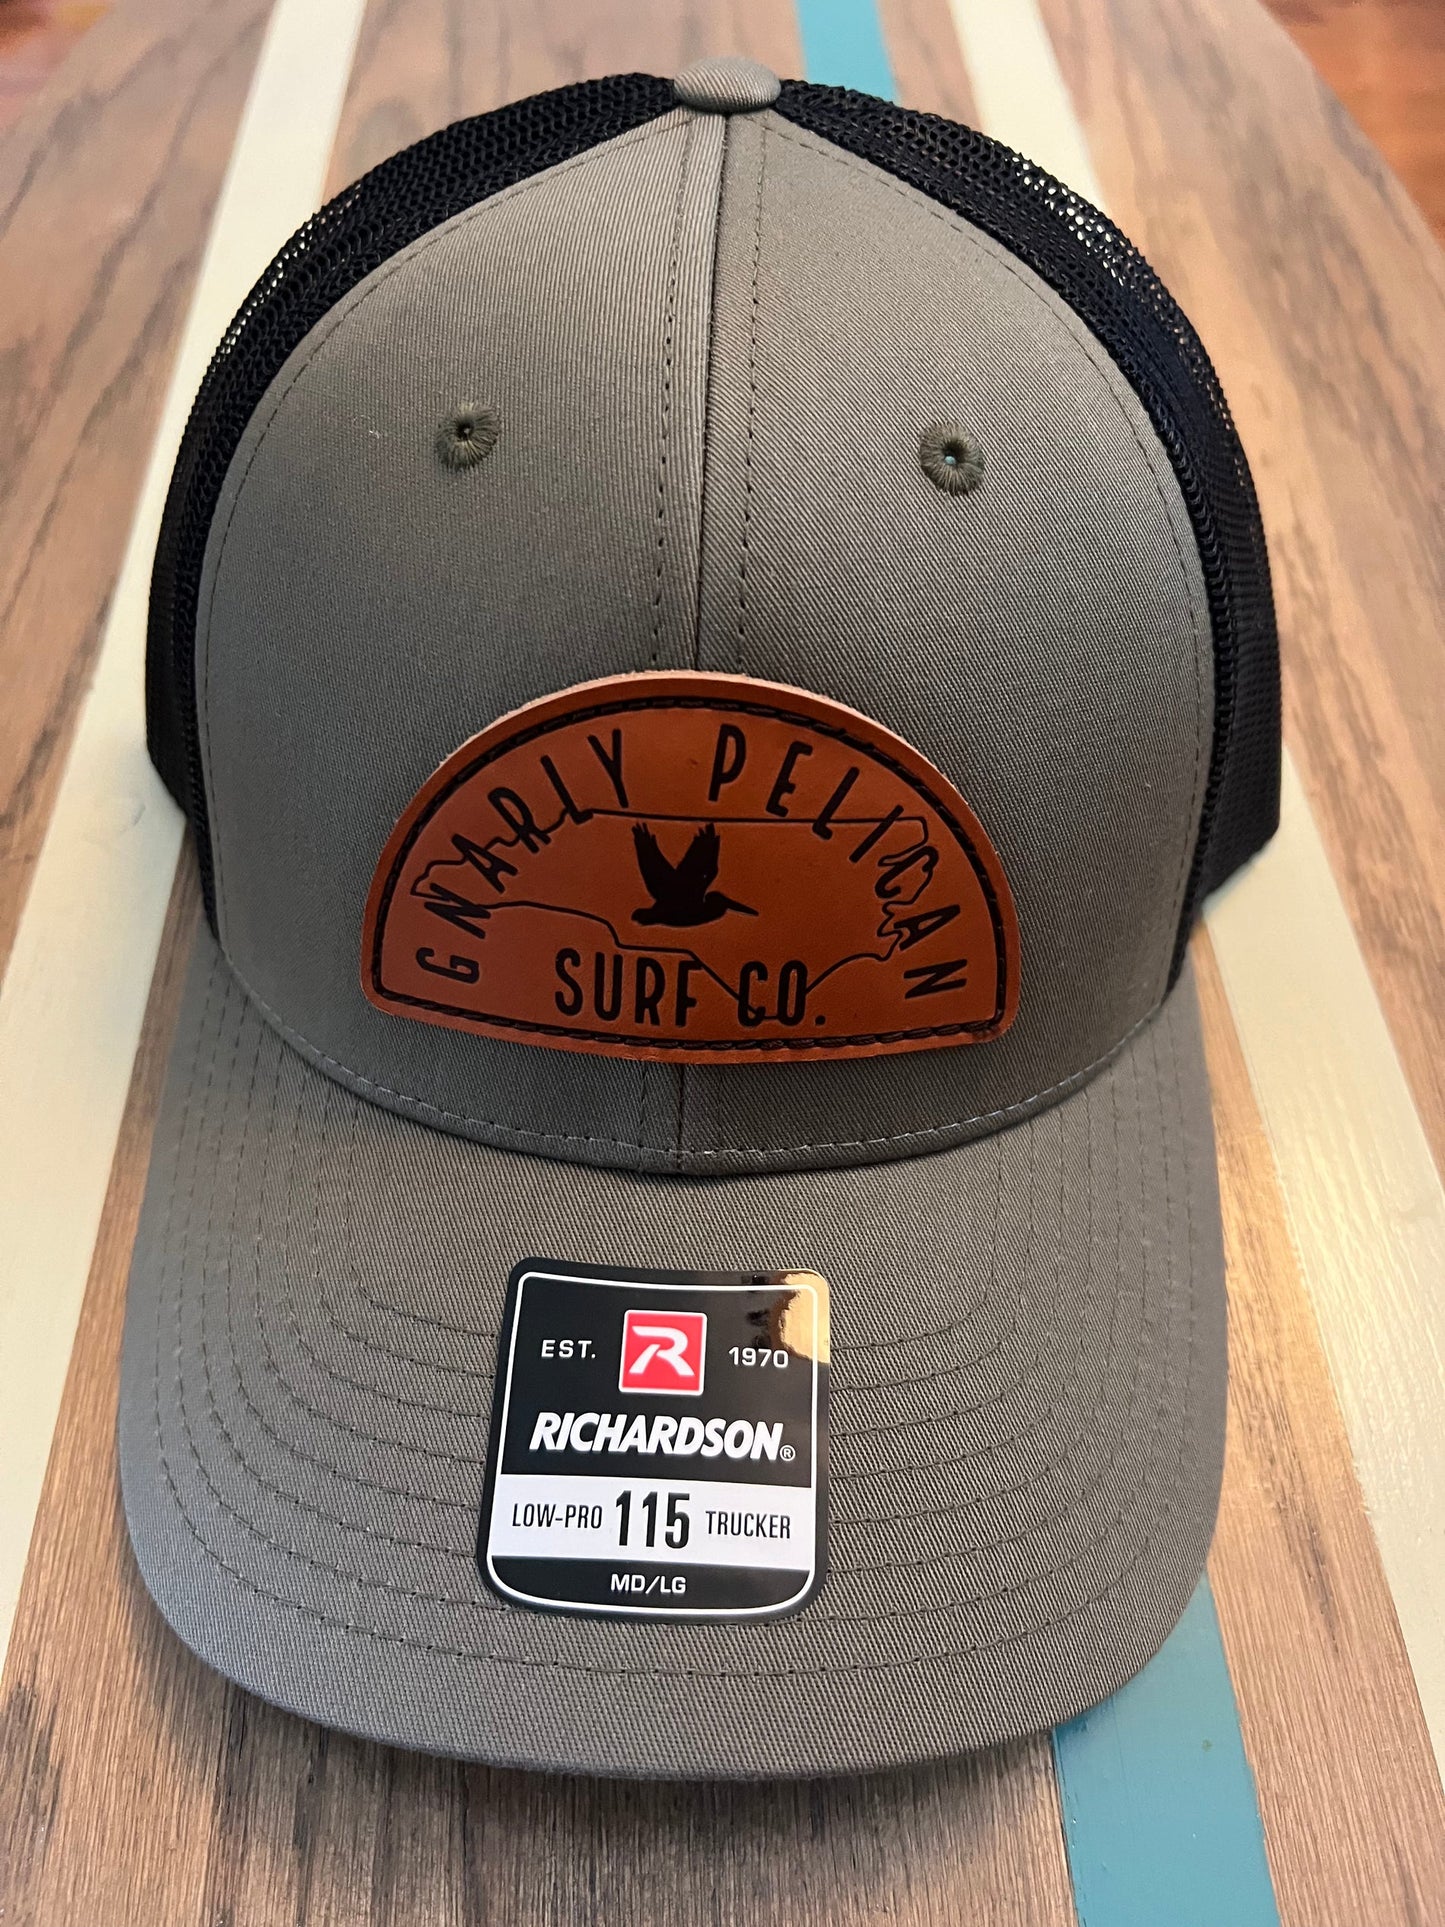 GNARLY PELICAN
SURF CO.
EST. R 1970
RICHARDSON®
LOW-PRO 115 TRUCKER
MD/LG